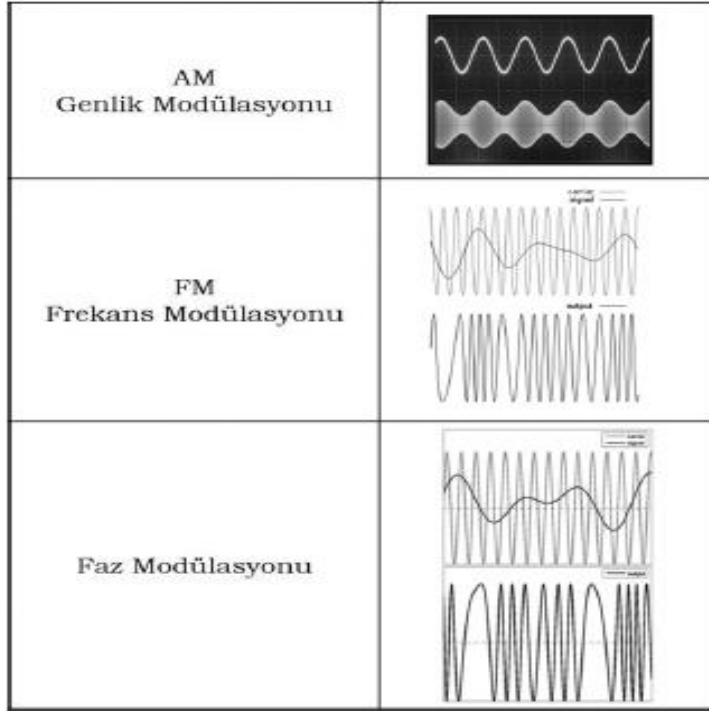 AM
Genlik Modülasyonu
carrier
signal
FM
Frekans Modülasyonu
output
Faz Modülasyonu